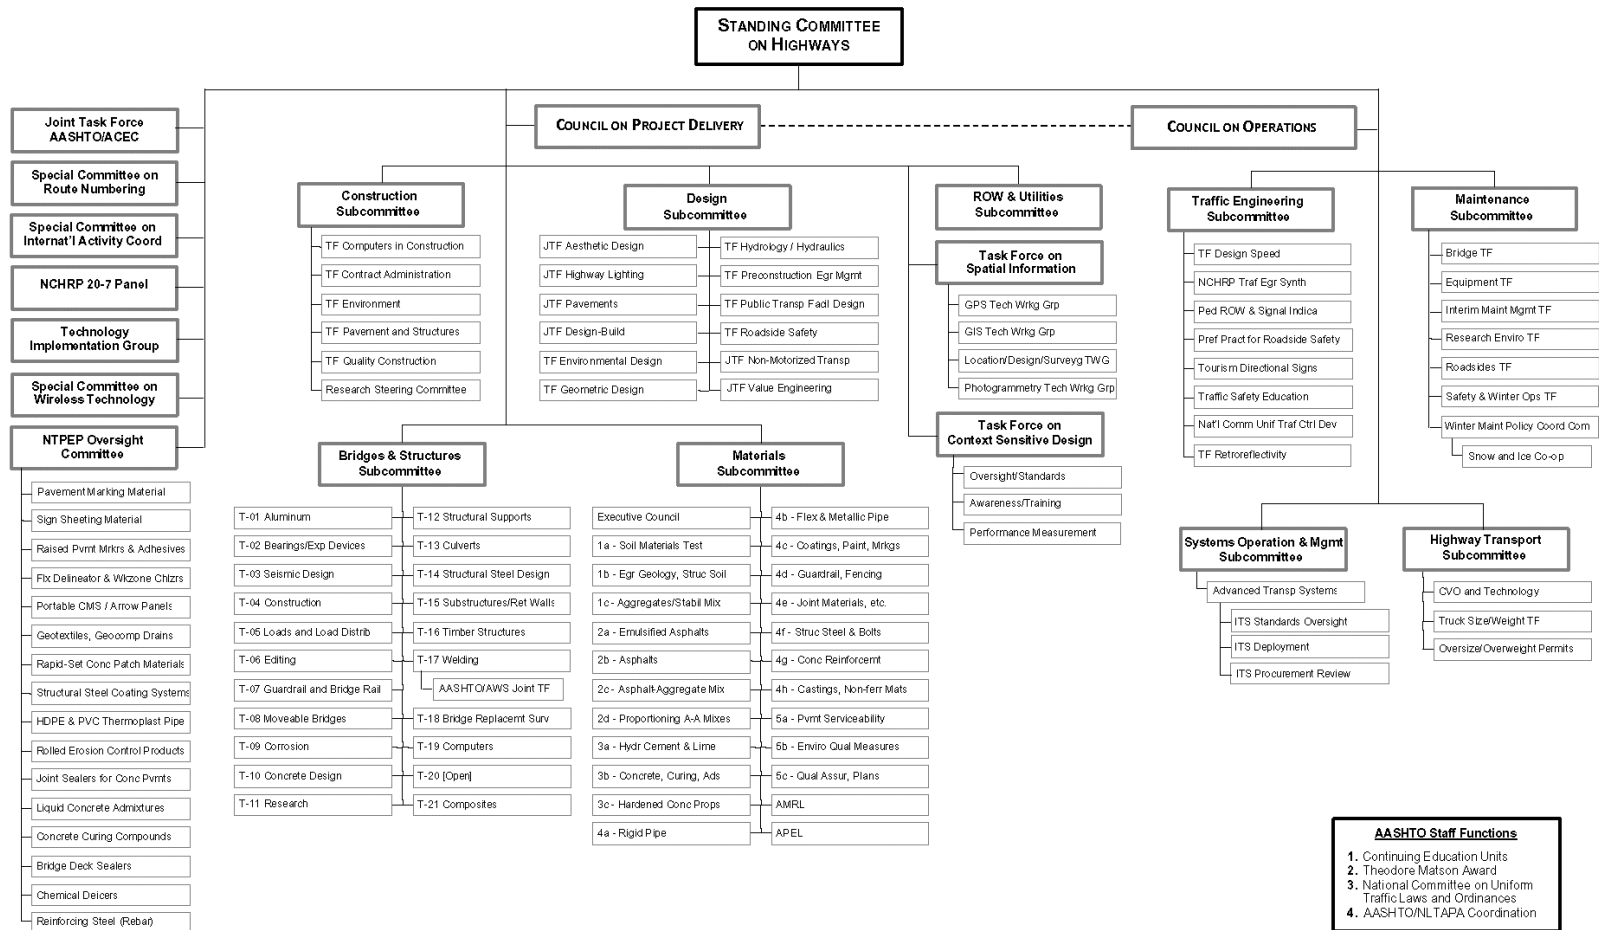 STANDING COMMITTEE
ON HIGHWAYS
Joint Task Force
AASHTO/ACEC
Special Committee on
Route Numbering
Special Committee on
Internat'l Activity Coord
NCHRP 20-7 Panel
Technology
Implementation Group
Special Committee on
Wireless Technology
NTPEP Oversight
Committee
Pavement Marking Material
Sign Sheeting Material
Raised Pvmt Mrkrs & Adhesives
Flx Delineator & Wkzone Chlzrs
Portable CMS / Arrow Panels
Geotextiles, Geocomp Drains
Rapid-Set Conc Patch Materials
Structural Steel Coating Systems
HDPE & PVC Thermoplast Pipe
Rolled Erosion Control Products
Joint Sealers for Conc Pvmts
Liquid Concrete Admixtures
Concrete Curing Compounds
Bridge Deck Sealers
Chemical Deicers
Reinforcing Steel (Rebar)
COUNCIL ON PROJECT DELIVERY
Construction
Subcommittee
TF Computers in Construction
TF Contract Administration
TF Environment
TF Pavement and Structures
TF Quality Construction
Research Steering Committee
Design
Subcommittee
JTF Aesthetic Design
JTF Highway Lighting
JTF Pavements
JTF Design-Build
TF Environmental Design
TF Geometric Design
TF Hydrology / Hydraulics
TF Preconstruction Egr Mgmt
TF Public Transp Facil Design
TF Roadside Safety
JTF Non-Motorized Transp
JTF Value Engineering
ROW & Utilities
Subcommittee
Task Force on
Spatial Information
GPS Tech Wrkg Grp
GIS Tech Wrkg Grp
Location/Design/Surveyg TWG
Photogrammetry Tech Wrkg Grp
Task Force on
Context Sensitive Design
Oversight/Standards
Awareness/Training
Performance Measurement
Bridges & Structures
Subcommittee
T-01 Aluminum
T-02 Bearings/Exp Devices
T-03 Seismic Design
T-04 Construction
T-05 Loads and Load Distrib
T-06 Editing
T-07 Guardrail and Bridge Rail
T-08 Moveable Bridges
T-09 Corrosion
T-10 Concrete Design
T-11 Research
T-12 Structural Supports
T-13 Culverts
T-14 Structural Steel Design
T-15 Substructures/Ret Walls
T-16 Timber Structures
T-17 Welding
AASHTO/AWS Joint TF
T-18 Bridge Replacemt Surv
T-19 Computers
T-20 [Open]
T-21 Composites
Materials
Subcommittee
Executive Council
1a - Soil Materials Test
1b - Egr Geology, Struc Soil
1c - Aggregates/Stabil Mix
2a - Emulsified Asphalts
2b - Asphalts
2c - Asphalt-Aggregate Mix
2d - Proportioning A-A Mixes
3a - Hydr Cement & Lime
3b - Concrete, Curing, Ads
3c - Hardened Conc Props
4a - Rigid Pipe
4b - Flex & Metallic Pipe
4c - Coatings, Paint, Mrkgs
4d - Guardrail, Fencing
4e - Joint Materials, etc.
4f - Struc Steel & Bolts
4g - Conc Reinforcemt
4h - Castings, Non-ferr Mats
5a - Pvmt Serviceability
5b - Enviro Qual Measures
5c - Qual Assur, Plans
AMRL
APEL
COUNCIL ON OPERATIONS
Traffic Engineering
Subcommittee
TF Design Speed
NCHRP Traf Egr Synth
Ped ROW & Signal Indica
Pref Pract for Roadside Safety
Tourism Directional Signs
Traffic Safety Education
Nat'l Comm Unif Traf Ctrl Dev
TF Retroreflectivity
Maintenance
Subcommittee
Bridge TF
Equipment TF
Interim Maint Mgmt TF
Research Enviro TF
Roadsides TF
Safety & Winter Ops TF
Winter Maint Policy Coord Com
Snow and Ice Co-op
Systems Operation & Mgmt
Subcommittee
Advanced Transp Systems
ITS Standards Oversight
ITS Deployment
ITS Procurement Review
Highway Transport
Subcommittee
CVO and Technology
Truck Size/Weight TF
Oversize/Overweight Permits
AASHTO Staff Functions
1. Continuing Education Units
2. Theodore Matson Award
3. National Committee on Uniform
Traffic Laws and Ordinances
4. AASHTO/NLTAPA Coordination